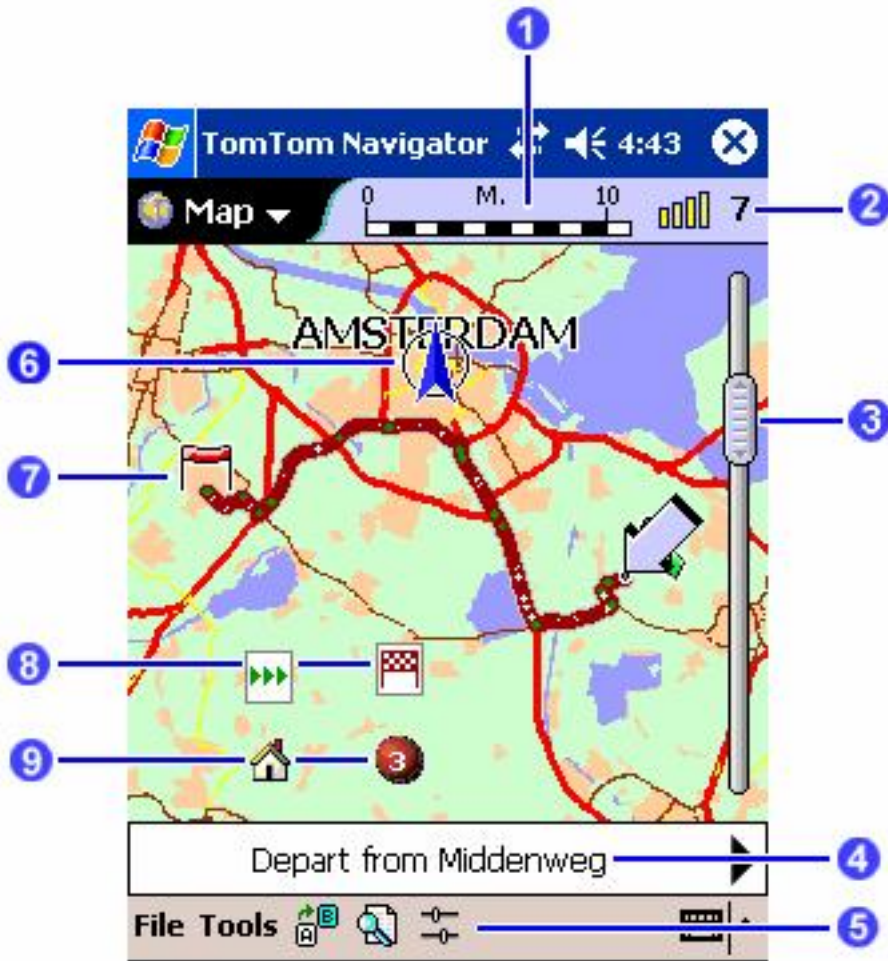 1
TomTom Navigator 4:43
Map 0 M. 10 7 2
AMSTERDAM
6
3
7
8
9 3
Depart from Middenweg 4
File Tools A B 5